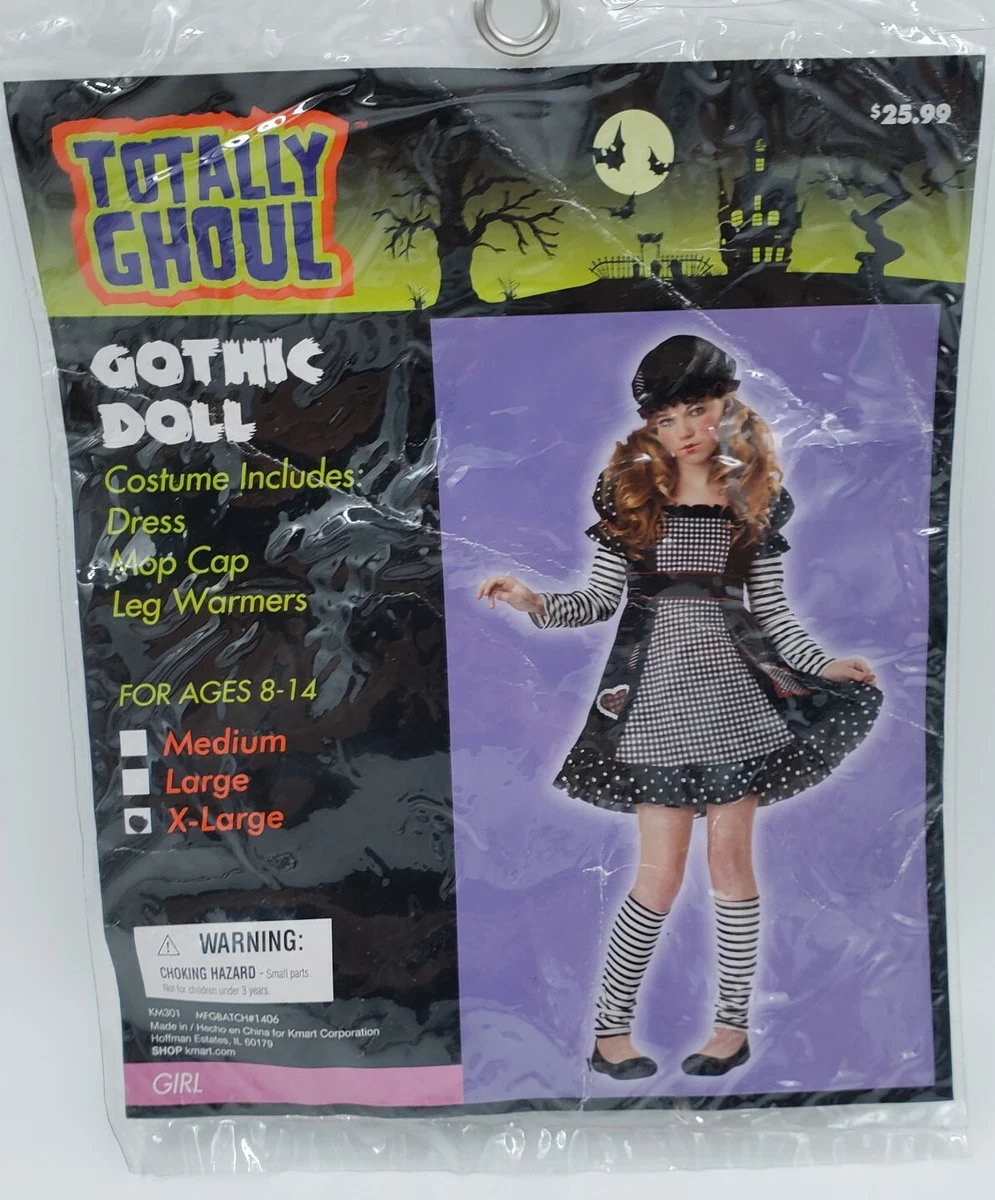 TOTALLY
GHOUL
™
$25.99
GOTHIC
DOLL
Costume Includes:
Dress
Mop Cap
Leg Warmers
FOR AGES 8-14
Medium
Large
X-Large
WARNING:
CHOKING HAZARD - Small parts.
Not for children under 3 years.
KM301 MFGBATCH#1406
Made in / Hecho en China for Kmart Corporation
Hoffman Estates, IL 60179
SHOP kmart.com
GIRL